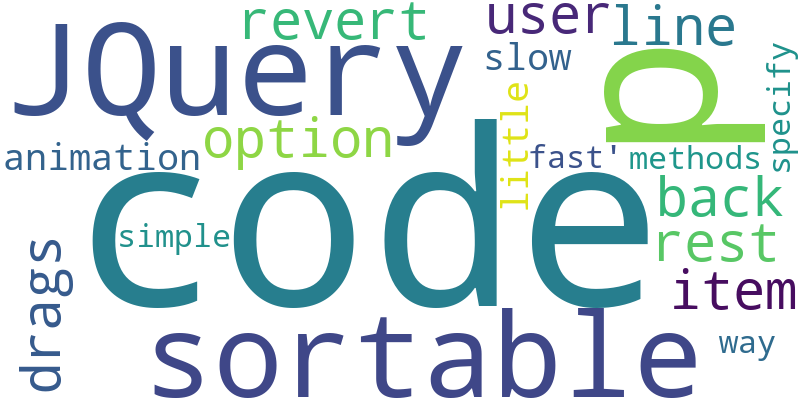 revert
user
line
JQuery
slow
d
specify
option
little
animation
fast'
methods
code
simple
back
rest
drags
item
sortable
way